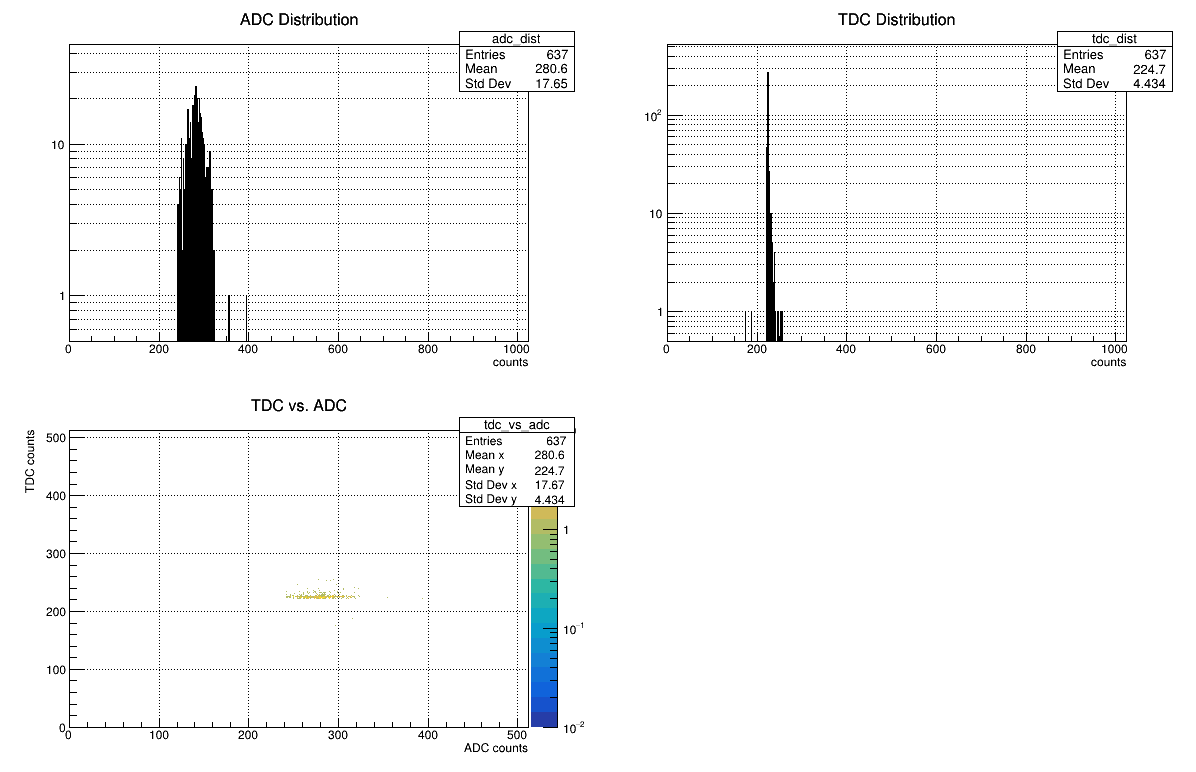 ADC Distribution
adc_dist
Entries 637
Mean 280.6
Std Dev 17.65
10
1
0 200 400 600 800 1000
counts
TDC Distribution
tdc_dist
Entries 637
Mean 224.7
Std Dev 4.434
10²
10
1
0 200 400 600 800 1000
counts
TDC vs. ADC
tdc_vs_adc
Entries 637
Mean x 280.6
Mean y 224.7
Std Dev x 17.67
Std Dev y 4.434
TDC counts
500
400
300
200
100
0
0 100 200 300 400 500
ADC counts
1
10⁻¹
10⁻²